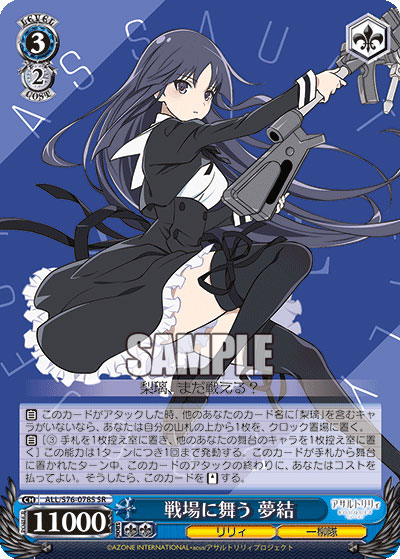 LEVEL
3
2
COST
ASSAULT
SAMPLE
梨璃、まだ戦える?
自 このカードがアタックした時、他のあなたのカード名に「梨璃」を含むキャ
ラがいないなら、あなたは自分の山札の上から1枚を、クロック置場に置く。
自 [③ 手札を1枚控え室に置き、他のあなたの舞台のキャラを1枚控え室に置
く] この能力は1ターンにつき1回まで発動する。このカードが手札から舞台
に置かれたターン中、このカードのアタックの終わりに、あなたはコストを
払ってよい。そうしたら、このカードをスタンドする。
CH ALL/S76-078S SR
11000
戦場に舞う 夢結
アサルトリリィ
リリィ
一柳隊
©AZONE INTERNATIONAL・acus/アサルトリリィプロジェクト